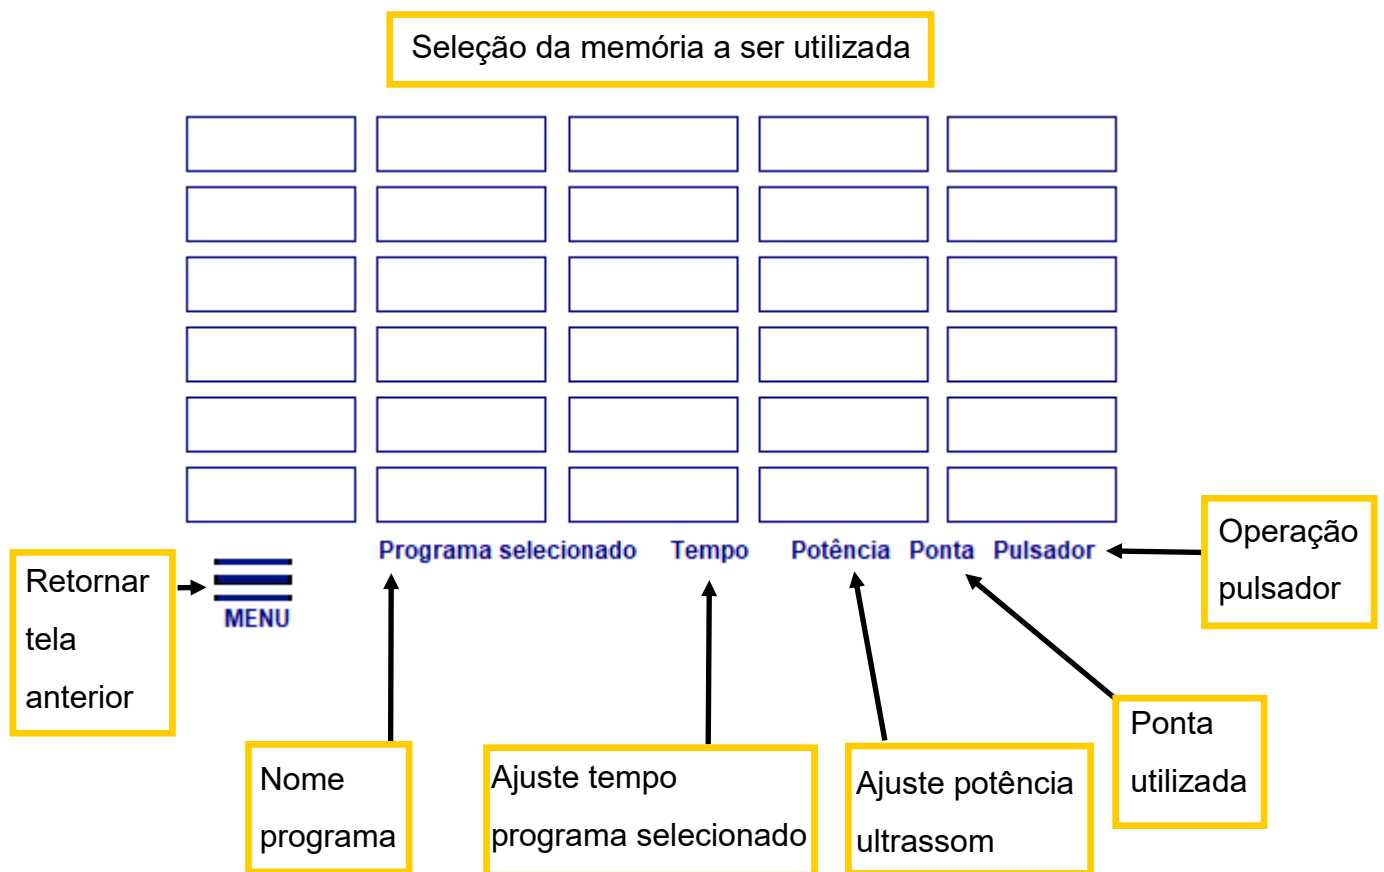 Seleção da memória a ser utilizada
Programa selecionado
Tempo
Potência
Ponta
Pulsador
MENU
Retornar
tela
anterior
Operação
pulsador
Nome
programa
Ajuste tempo
programa selecionado
Ajuste potência
ultrassom
Ponta
utilizada